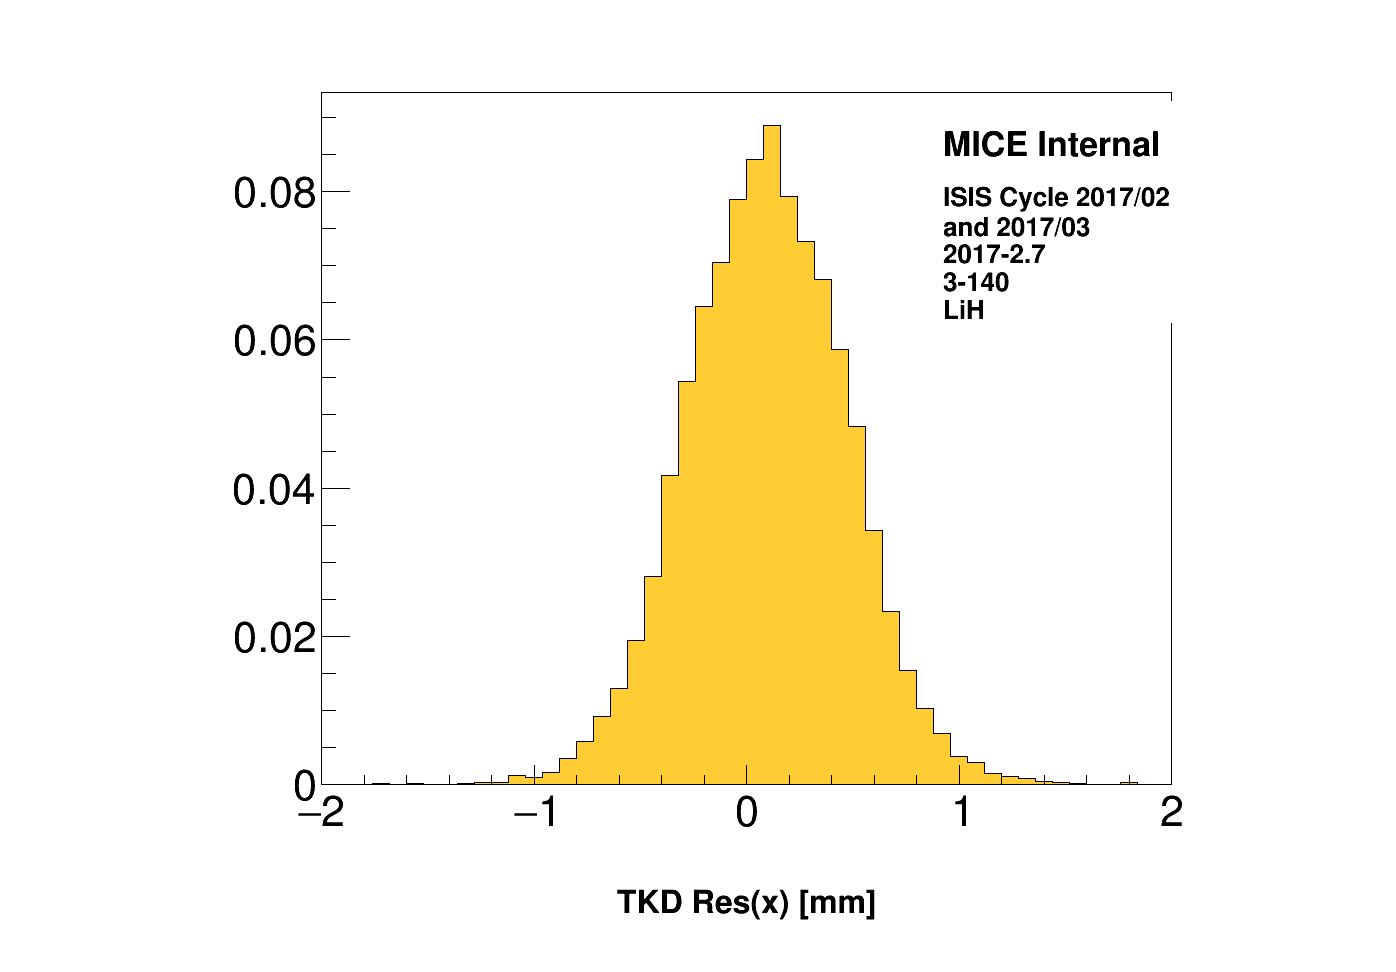 MICE Internal
ISIS Cycle 2017/02
and 2017/03
2017-2.7
3-140
LiH
0.08
0.06
0.04
0.02
0
−2 −1 0 1 2
TKD Res(x) [mm]